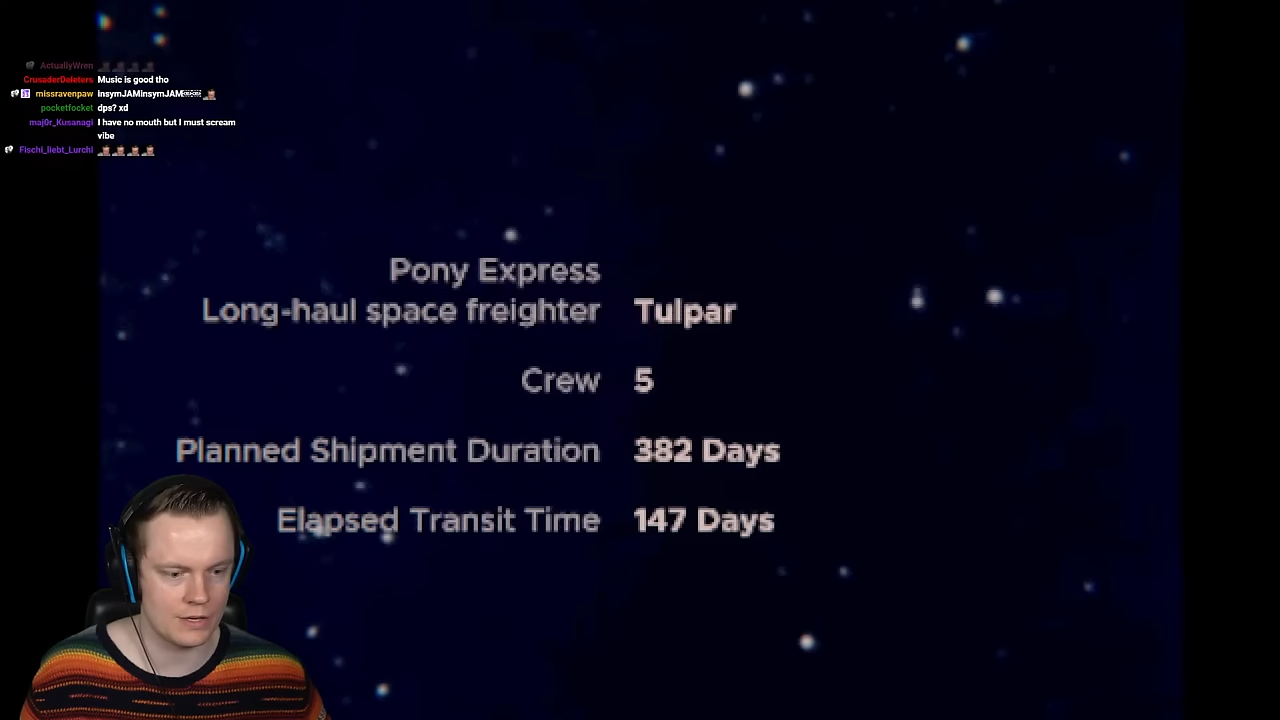 ActuallyWren
CrusaderDeleters Music is good tho
missravenpaw insymJAMinsymJAM
pocketfocket dps? xd
maj0r_Kusanagi I have no mouth but I must scream
vibe
Fischi_liebt_Lurchi
Pony Express
Long-haul space freighter Tulpar
Crew 5
Planned Shipment Duration 382 Days
Elapsed Transit Time 147 Days